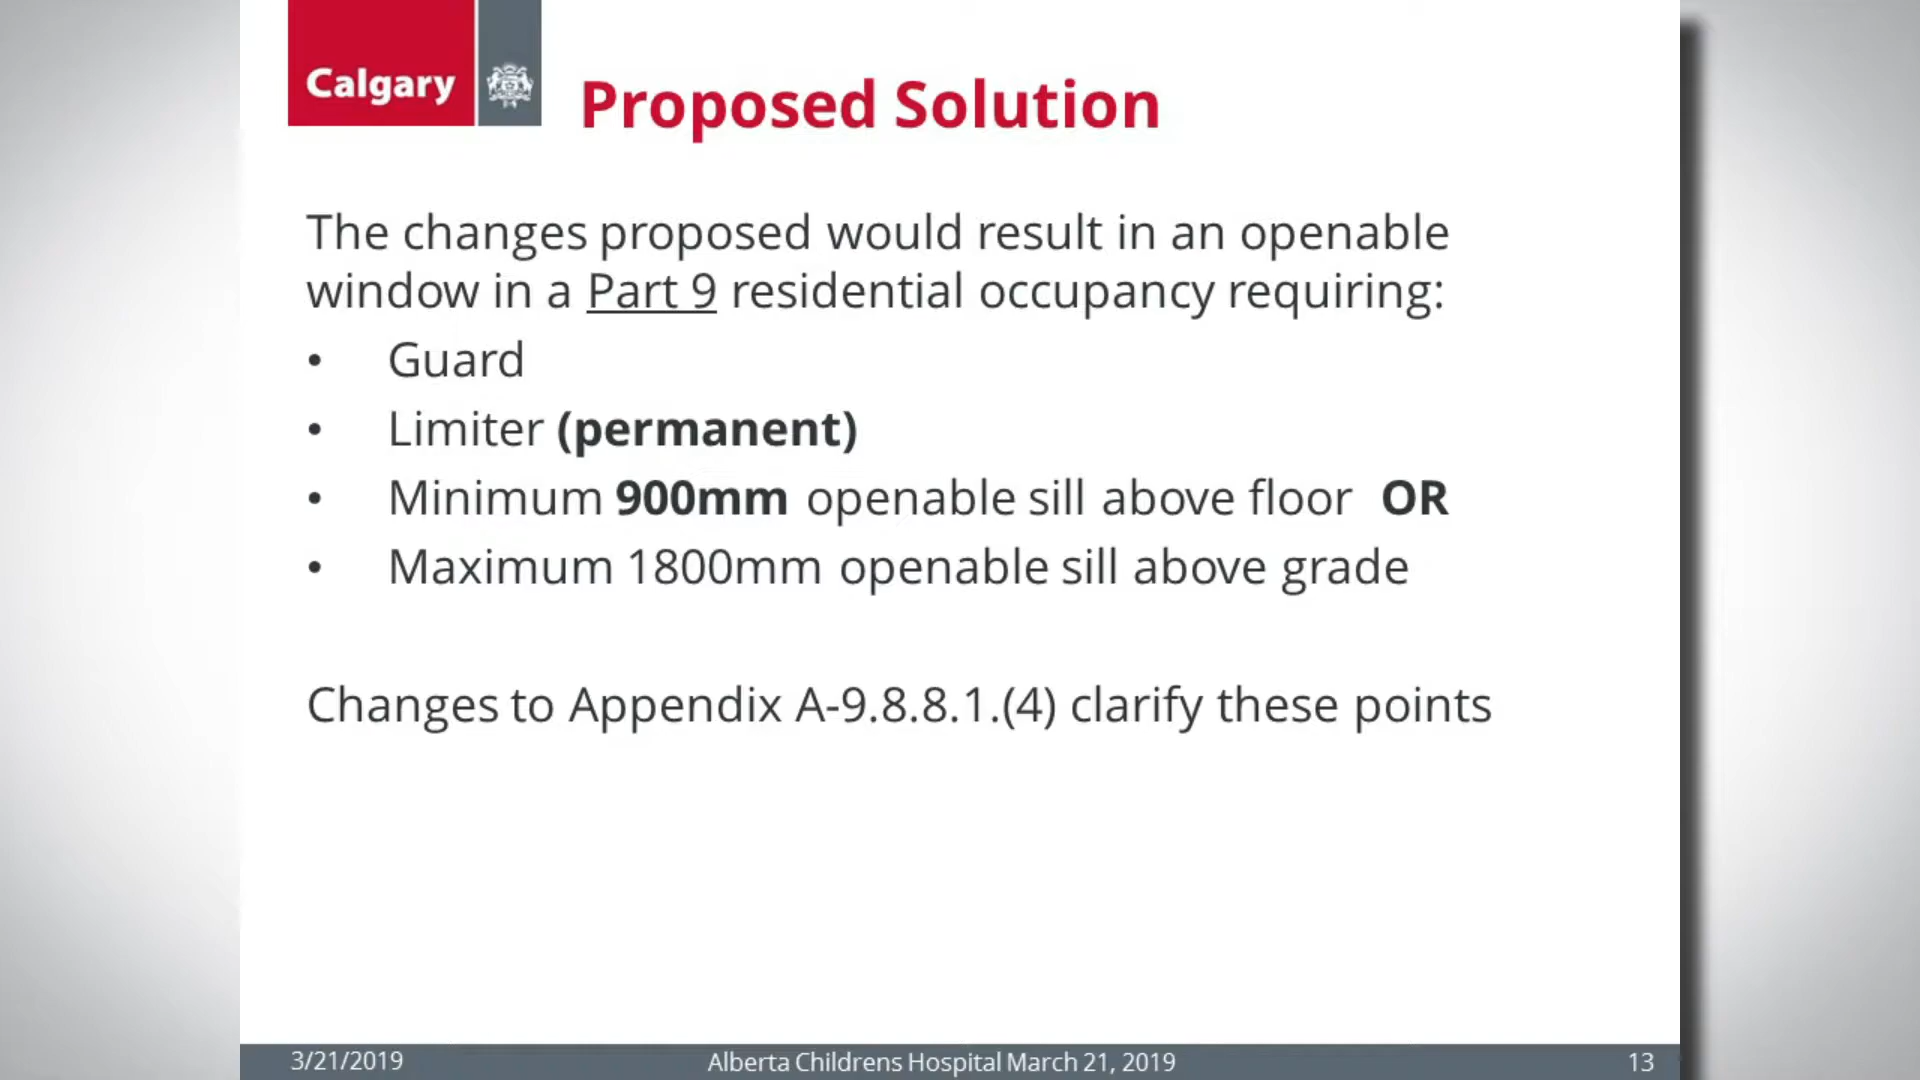 Calgary
Proposed Solution
The changes proposed would result in an openable
window in a Part 9 residential occupancy requiring:
• Guard
• Limiter (permanent)
• Minimum 900mm openable sill above floor OR
• Maximum 1800mm openable sill above grade
Changes to Appendix A-9.8.8.1.(4) clarify these points
3/21/2019 Alberta Childrens Hospital March 21, 2019 13